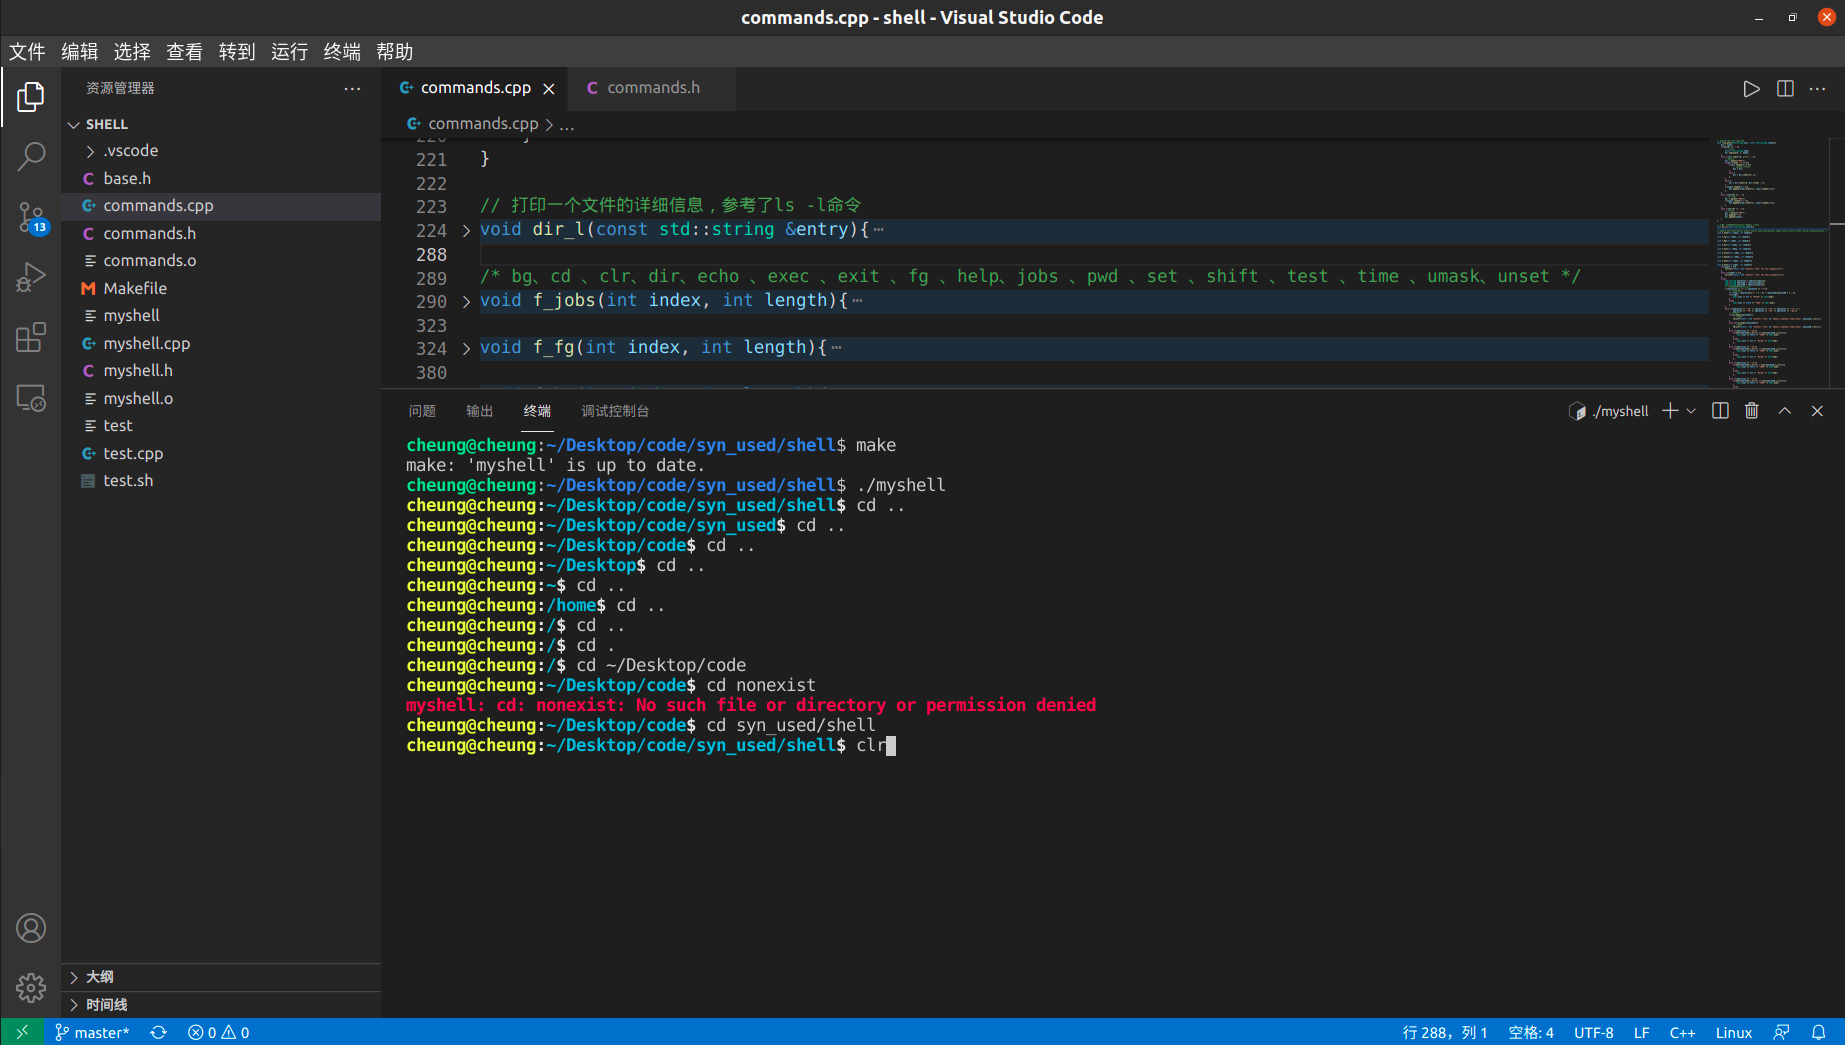 commands.cpp - shell - Visual Studio Code
文件 编辑 选择 查看 转到 运行 终端 帮助
资源管理器
SHELL
.vscode
base.h
commands.cpp
commands.h
commands.o
Makefile
myshell
myshell.cpp
myshell.h
myshell.o
test
test.cpp
test.sh
大纲
时间线
13
commands.cpp
commands.h
commands.cpp > ...
221 }
222
223 // 打印一个文件的详细信息，参考了ls -l命令
224 void dir_l(const std::string &entry){⋯
288
289 /* bg、cd 、clr、dir、echo 、exec 、exit 、fg 、help、jobs 、pwd 、set 、shift 、test 、time 、umask、unset */
290 void f_jobs(int index, int length){⋯
323
324 void f_fg(int index, int length){⋯
380
问题 输出 终端 调试控制台
./myshell
cheung@cheung:~/Desktop/code/syn_used/shell$ make
make: 'myshell' is up to date.
cheung@cheung:~/Desktop/code/syn_used/shell$ ./myshell
cheung@cheung:~/Desktop/code/syn_used/shell$ cd ..
cheung@cheung:~/Desktop/code/syn_used$ cd ..
cheung@cheung:~/Desktop/code$ cd ..
cheung@cheung:~/Desktop$ cd ..
cheung@cheung:~$ cd ..
cheung@cheung:/home$ cd ..
cheung@cheung:/$ cd ..
cheung@cheung:/$ cd .
cheung@cheung:/$ cd ~/Desktop/code
cheung@cheung:~/Desktop/code$ cd nonexist
myshell: cd: nonexist: No such file or directory or permission denied
cheung@cheung:~/Desktop/code$ cd syn_used/shell
cheung@cheung:~/Desktop/code/syn_used/shell$ clr
master* 0 0 行 288，列 1 空格: 4 UTF-8 LF C++ Linux